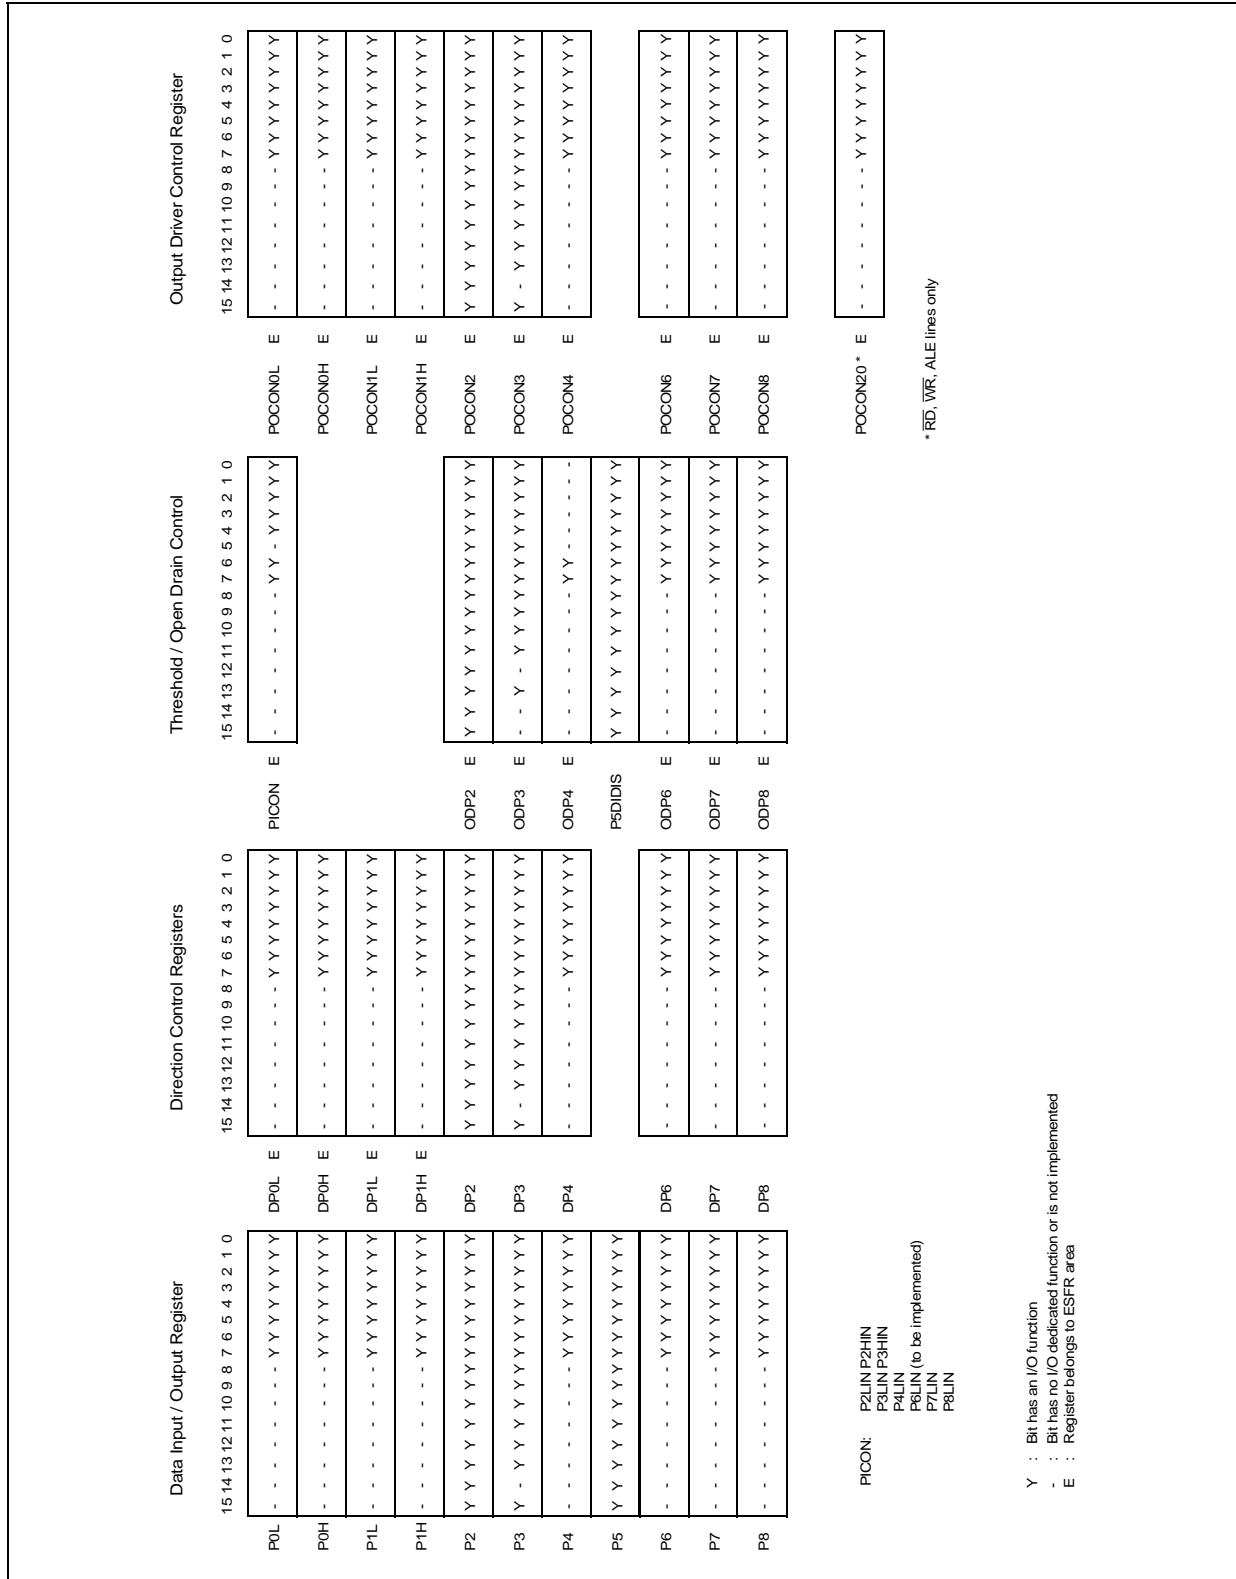 Data Input / Output Register
15 14 13 12 11 10 9 8 7 6 5 4 3 2 1 0
P0L - - - - - - - - Y Y Y Y Y Y Y Y
P0H - - - - - - - - Y Y Y Y Y Y Y Y
P1L - - - - - - - - Y Y Y Y Y Y Y Y
P1H - - - - - - - - Y Y Y Y Y Y Y Y
P2 Y Y Y Y Y Y Y Y Y Y Y Y Y Y Y Y
P3 Y - Y Y Y Y Y Y Y Y Y Y Y Y Y Y
P4 - - - - - - - - Y Y Y Y Y Y Y Y
P5 Y Y Y Y Y Y Y Y Y Y Y Y Y Y Y Y
P6 - - - - - - - - Y Y Y Y Y Y Y Y
P7 - - - - - - - - Y Y Y Y Y Y Y Y
P8 - - - - - - - - Y Y Y Y Y Y Y Y
Direction Control Registers
15 14 13 12 11 10 9 8 7 6 5 4 3 2 1 0
DP0L E - - - - - - - - Y Y Y Y Y Y Y Y
DP0H E - - - - - - - - Y Y Y Y Y Y Y Y
DP1L E - - - - - - - - Y Y Y Y Y Y Y Y
DP1H E - - - - - - - - Y Y Y Y Y Y Y Y
DP2 Y Y Y Y Y Y Y Y Y Y Y Y Y Y Y Y
DP3 Y - Y Y Y Y Y Y Y Y Y Y Y Y Y Y
DP4 - - - - - - - - Y Y Y Y Y Y Y Y
DP6 - - - - - - - - Y Y Y Y Y Y Y Y
DP7 - - - - - - - - Y Y Y Y Y Y Y Y
DP8 - - - - - - - - Y Y Y Y Y Y Y Y
Threshold / Open Drain Control
15 14 13 12 11 10 9 8 7 6 5 4 3 2 1 0
PICON E - - - - - - - - Y Y - Y Y Y Y Y
ODP2 E Y Y Y Y Y Y Y Y Y Y Y Y Y Y Y Y
ODP3 E - - Y - Y Y Y Y Y Y Y Y Y Y Y Y
ODP4 E - - - - - - - - Y Y - - - - - -
P5DIDIS Y Y Y Y Y Y Y Y Y Y Y Y Y Y Y Y
ODP6 E - - - - - - - - Y Y Y Y Y Y Y Y
ODP7 E - - - - - - - - Y Y Y Y Y Y Y Y
ODP8 E - - - - - - - - Y Y Y Y Y Y Y Y
Output Driver Control Register
15 14 13 12 11 10 9 8 7 6 5 4 3 2 1 0
POCON0L E - - - - - - - - Y Y Y Y Y Y Y Y
POCON0H E - - - - - - - - Y Y Y Y Y Y Y Y
POCON1L E - - - - - - - - Y Y Y Y Y Y Y Y
POCON1H E - - - - - - - - Y Y Y Y Y Y Y Y
POCON2 E Y Y Y Y Y Y Y Y Y Y Y Y Y Y Y Y
POCON3 E Y - Y Y Y Y Y Y Y Y Y Y Y Y Y Y
POCON4 E - - - - - - - - Y Y Y Y Y Y Y Y
POCON6 E - - - - - - - - Y Y Y Y Y Y Y Y
POCON7 E - - - - - - - - Y Y Y Y Y Y Y Y
POCON8 E - - - - - - - - Y Y Y Y Y Y Y Y
POCON20 * E - - - - - - - - Y Y Y Y Y Y Y Y
* RD, WR, ALE lines only
PICON: P2LIN P2HIN
P3LIN P3HIN
P4LIN
P6LIN (to be implemented)
P7LIN
P8LIN
Y : Bit has an I/O function
- : Bit has no I/O dedicated function or is not implemented
E : Register belongs to ESFR area